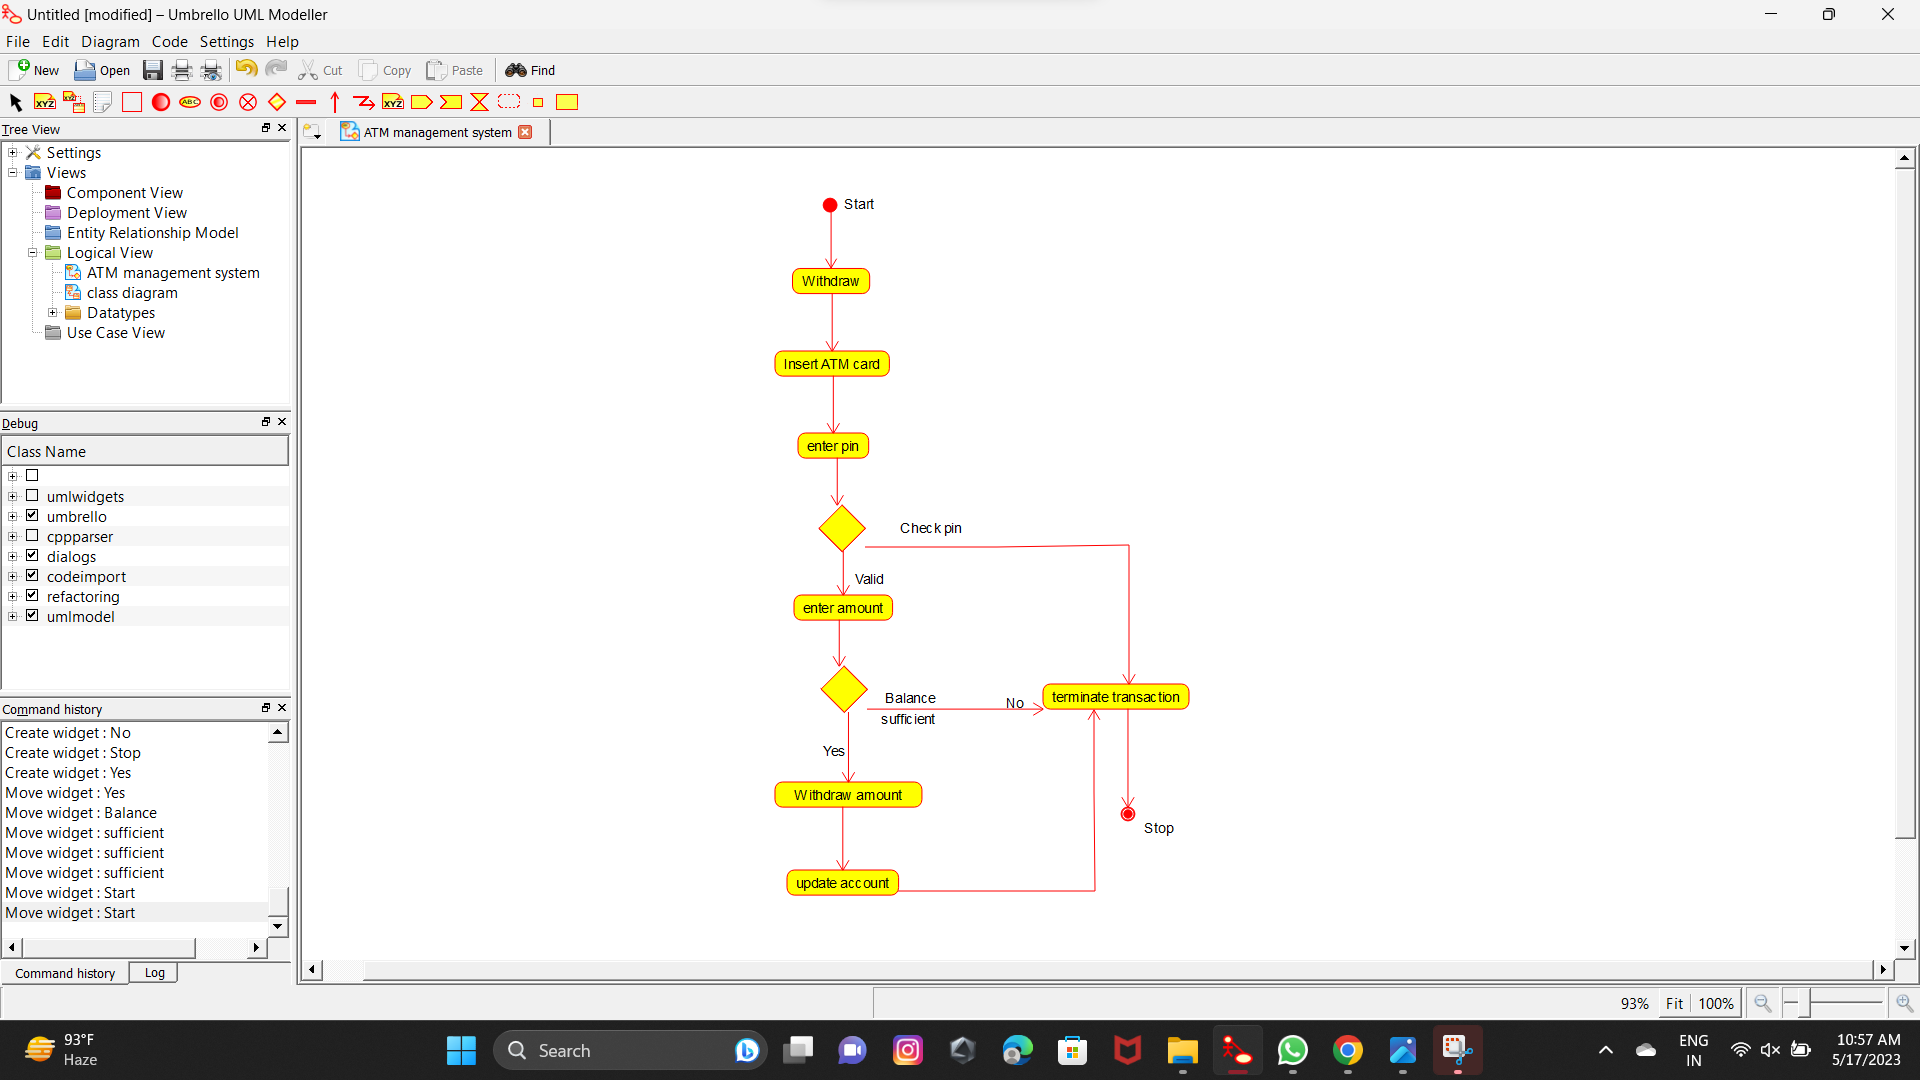 Untitled [modified] – Umbrello UML Modeller
File Edit Diagram Code Settings Help
New Open Cut Copy Paste Find
XYZ XYZ ABC XYZ
Tree View
ATM management system
Settings
Views
Component View
Deployment View
Entity Relationship Model
Logical View
ATM management system
class diagram
Datatypes
Use Case View
Debug
Class Name
umlwidgets
umbrello
cppparser
dialogs
codeimport
refactoring
umlmodel
Command history
Create widget : No
Create widget : Stop
Create widget : Yes
Move widget : Yes
Move widget : Balance
Move widget : sufficient
Move widget : sufficient
Move widget : sufficient
Move widget : Start
Move widget : Start
Command history Log
Start
Withdraw
Insert ATM card
enter pin
Check pin
Valid
enter amount
Balance
sufficient
No
terminate transaction
Yes
Withdraw amount
Stop
update account
93% Fit 100%
93°F
Haze
Search
ENG
IN
10:57 AM
5/17/2023